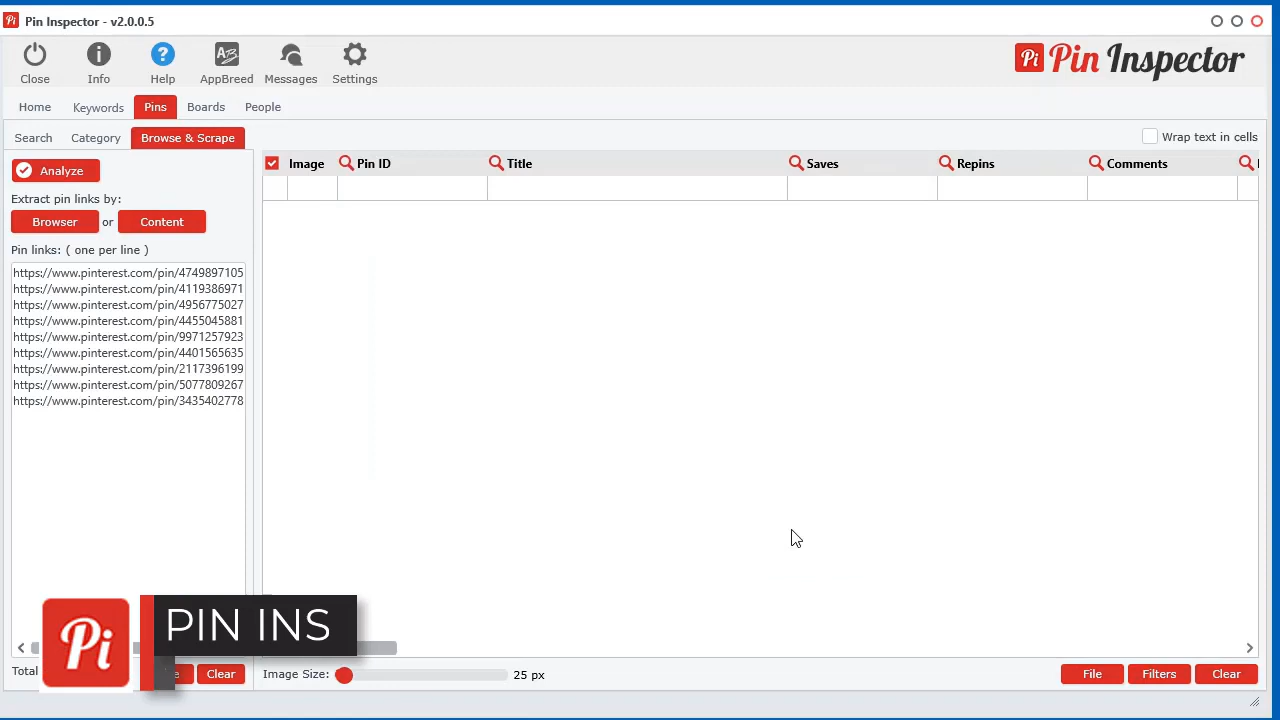 Pi Pin Inspector - v2.0.0.5
Close Info Help AppBreed Messages Settings
Pi Pin Inspector
Home Keywords Pins Boards People
Search Category Browse & Scrape
Wrap text in cells
Analyze
Image Pin ID Title Saves Repins Comments
Extract pin links by:
Browser or Content
Pin links: ( one per line )
https://www.pinterest.com/pin/4749897105
https://www.pinterest.com/pin/4119386971
https://www.pinterest.com/pin/4956775027
https://www.pinterest.com/pin/4455045881
https://www.pinterest.com/pin/9971257923
https://www.pinterest.com/pin/4401565635
https://www.pinterest.com/pin/2117396199
https://www.pinterest.com/pin/5077809267
https://www.pinterest.com/pin/3435402778
Pi PIN INS
Total
Clear
Image Size: 25 px
File Filters Clear